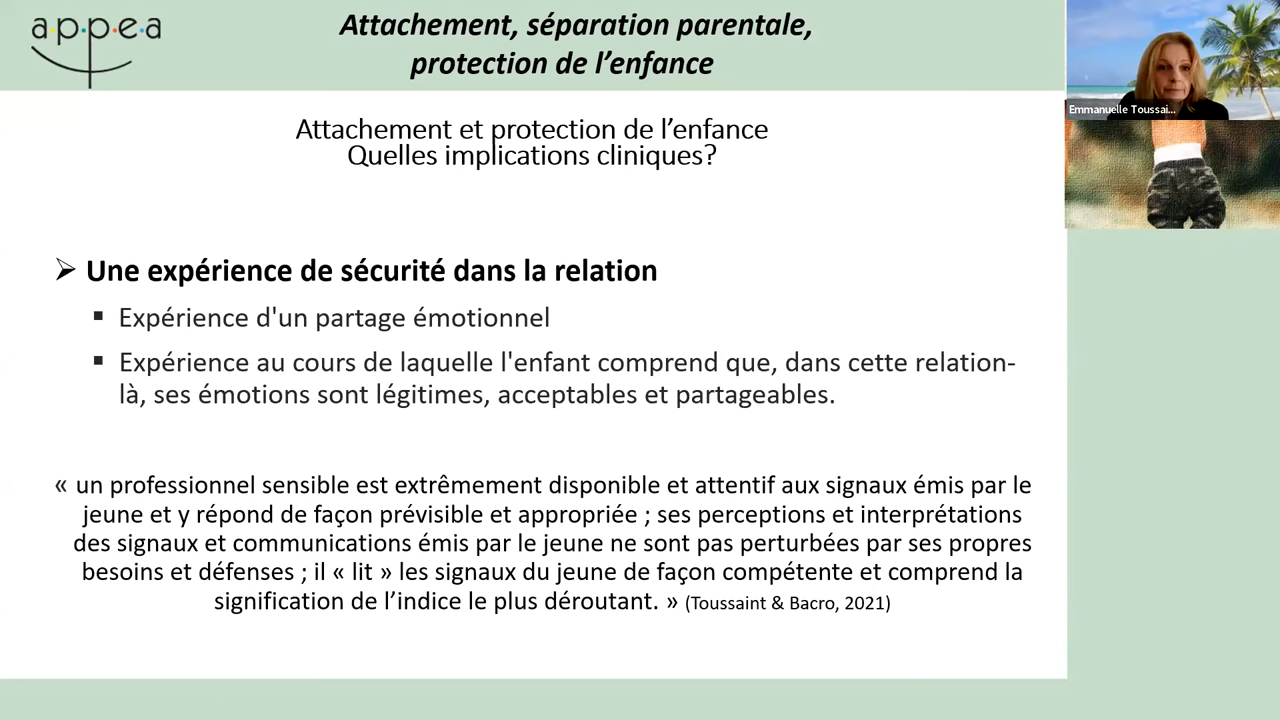 a.p.p.e.a
Attachement, séparation parentale,
protection de l’enfance
Emmanuelle Toussai...
Attachement et protection de l’enfance
Quelles implications cliniques?
➢ Une expérience de sécurité dans la relation
▪ Expérience d'un partage émotionnel
▪ Expérience au cours de laquelle l'enfant comprend que, dans cette relation-
là, ses émotions sont légitimes, acceptables et partageables.
« un professionnel sensible est extrêmement disponible et attentif aux signaux émis par le
jeune et y répond de façon prévisible et appropriée ; ses perceptions et interprétations
des signaux et communications émis par le jeune ne sont pas perturbées par ses propres
besoins et défenses ; il « lit » les signaux du jeune de façon compétente et comprend la
signification de l’indice le plus déroutant. » (Toussaint & Bacro, 2021)